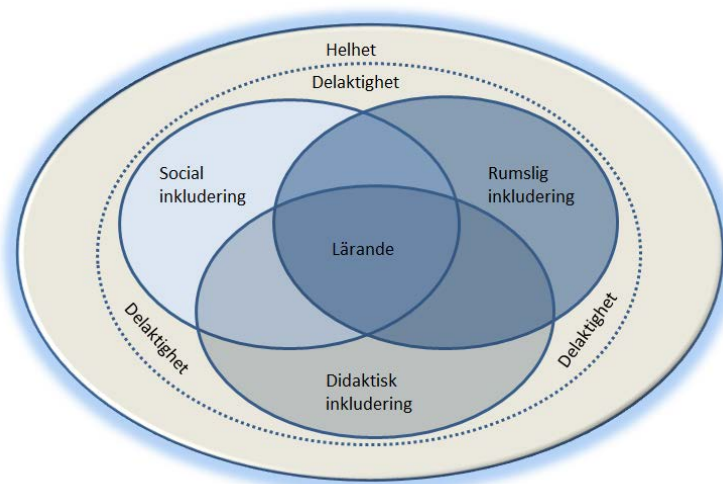 Helhet
Delaktighet
Social
inkludering
Rumslig
inkludering
Lärande
Delaktighet
Delaktighet
Didaktisk
inkludering